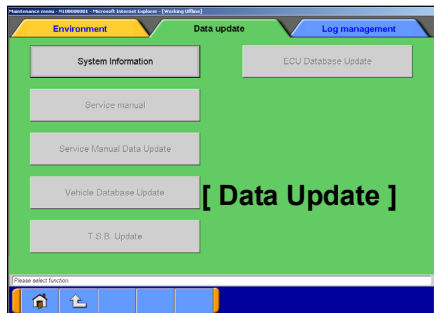 Maintenance menu - M100000001 - Microsoft Internet Explorer - [Working Offline]
Environment
Data update
Log management
System Information
ECU Database Update
Service manual
Service Manual Data Update
Vehicle Database Update
[ Data Update ]
T.S.B. Update
Please select function